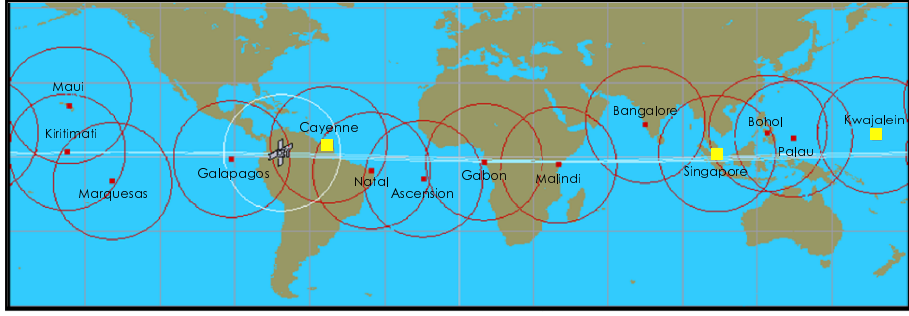 Maui
Kiritimati
Marquesas
Galapagos
Cayenne
Natal
Ascension
Gabon
Malindi
Bangalore
Singapore
Bohol
Palau
Kwajalein